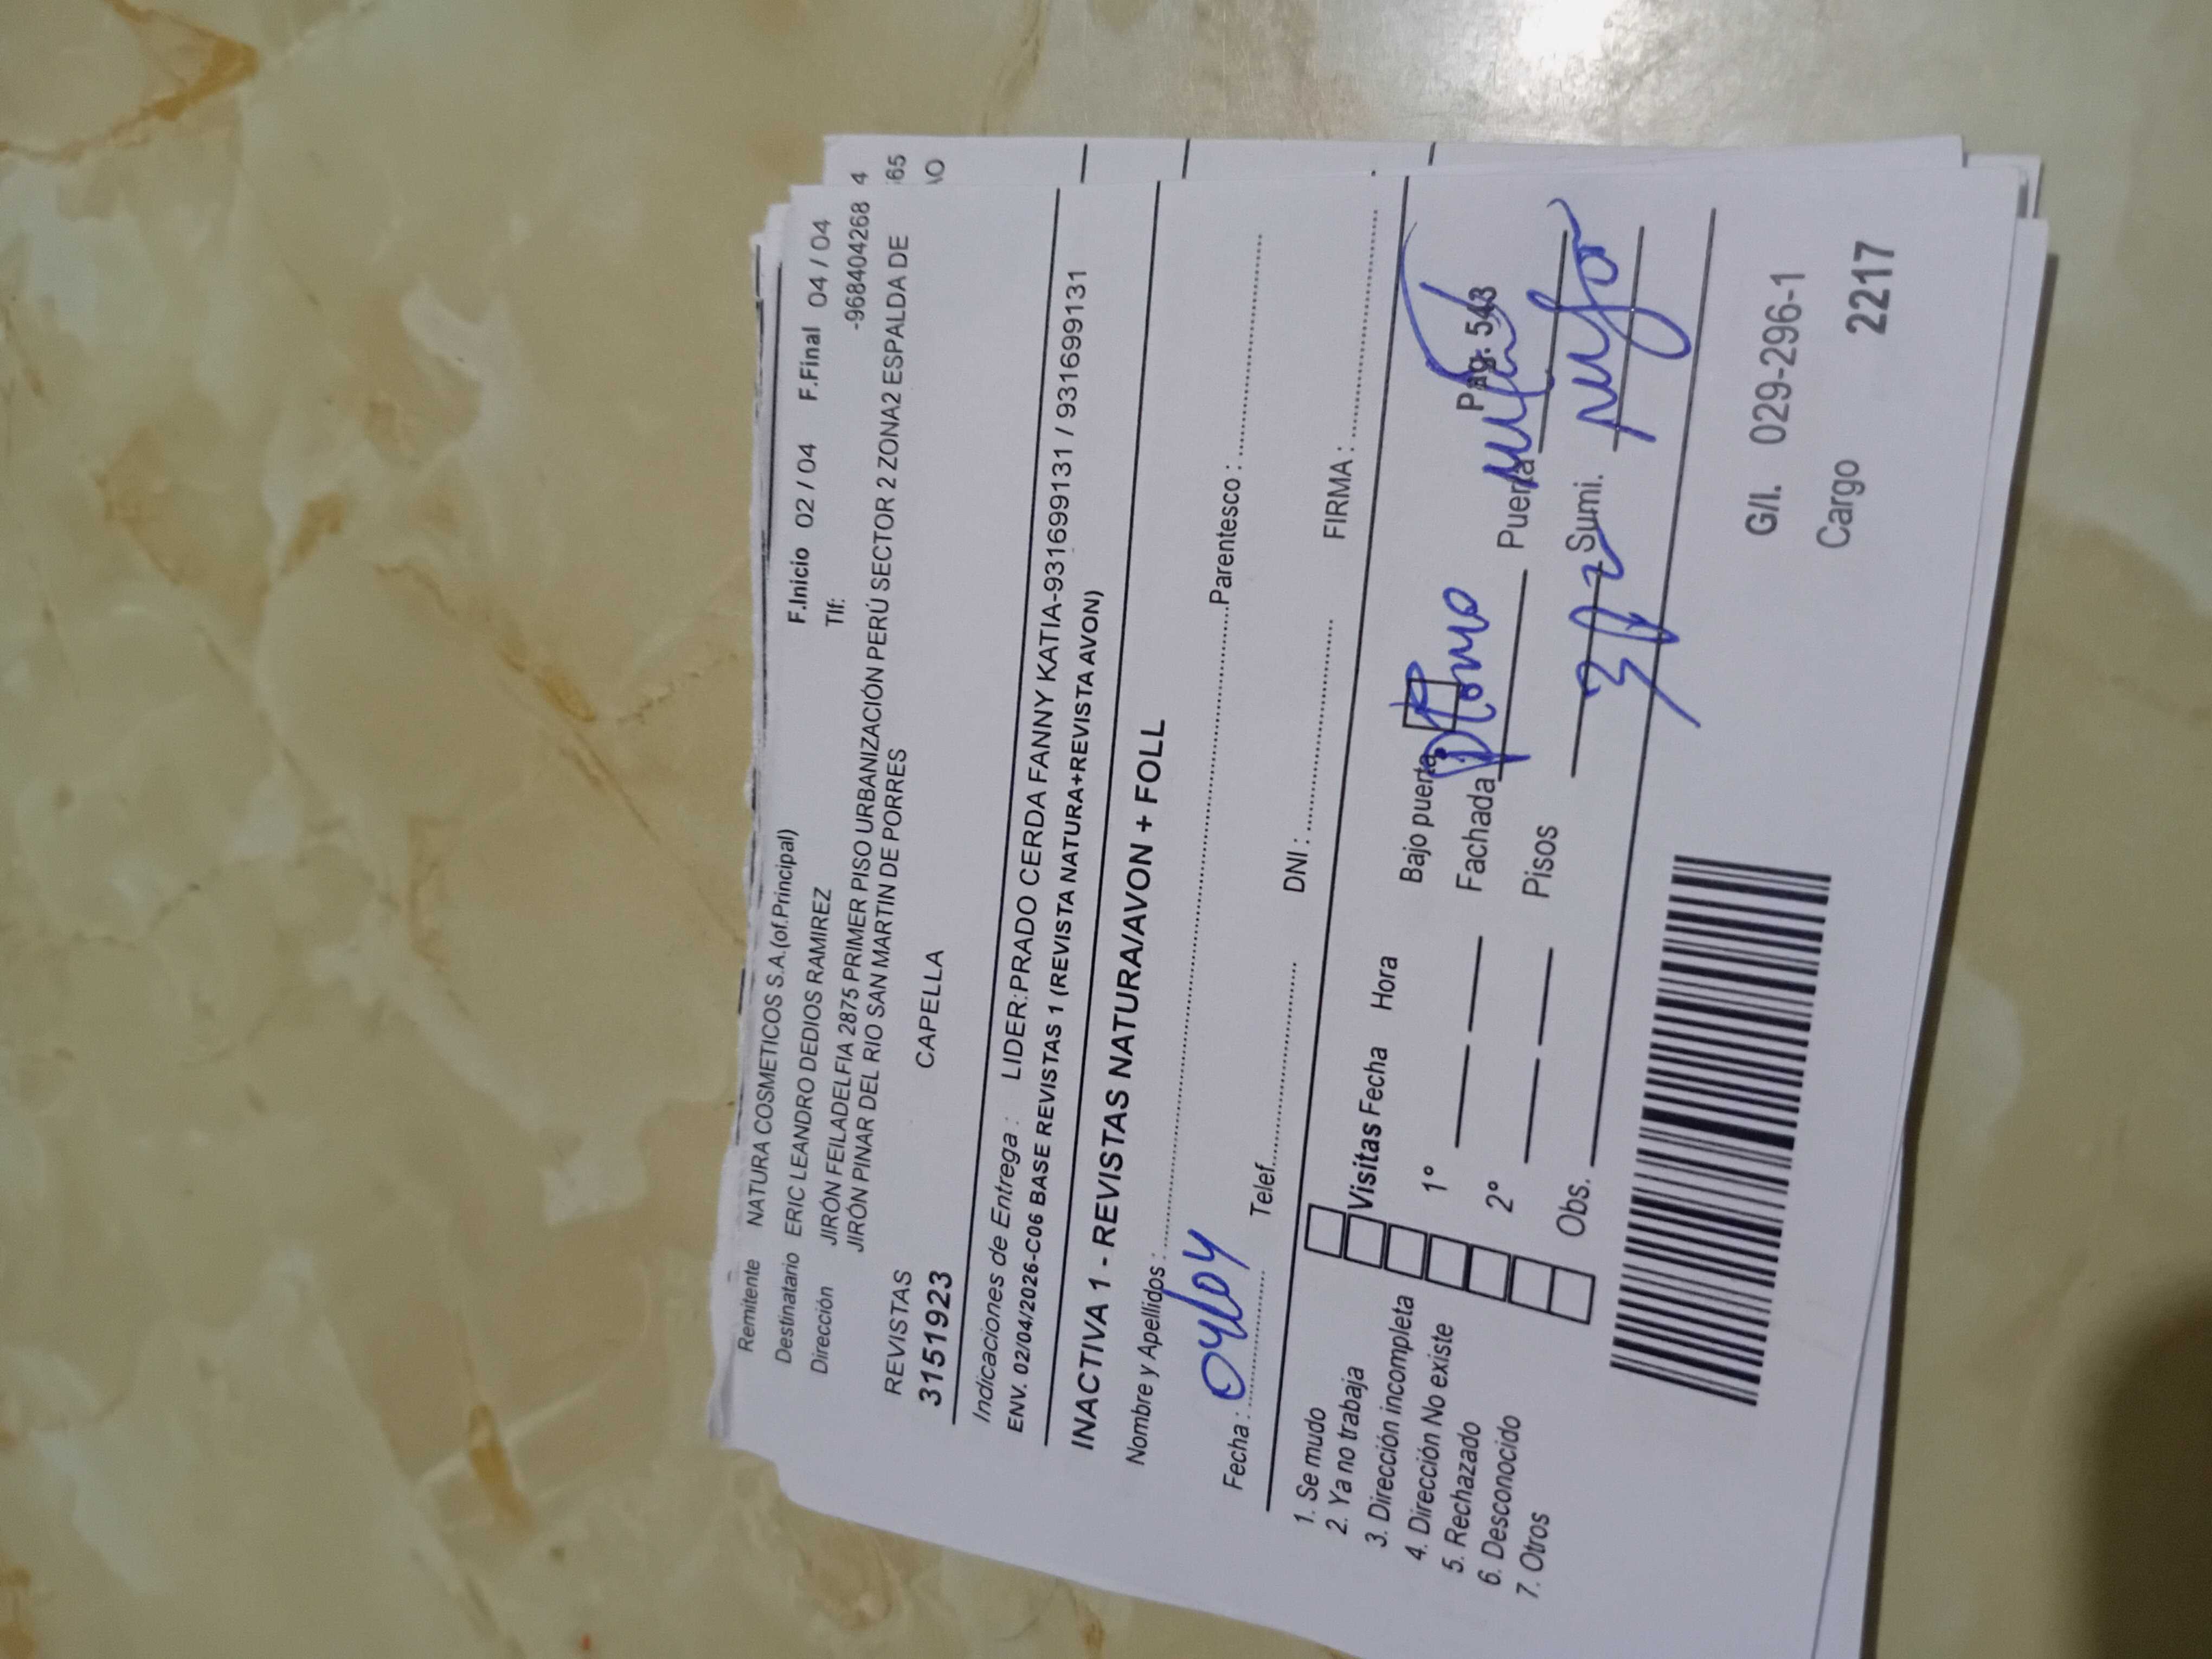 Remitente NATURA COSMETICOS S.A.(of.Principal)
Destinatario ERIC LEANDRO DEDIOS RAMIREZ F.Inicio 02 / 04 F.Final 04 / 04
Tlf: -968404268 4
Dirección JIRÓN FEILADELFIA 2875 PRIMER PISO URBANIZACIÓN PERÚ SECTOR 2 ZONA2 ESPALDA DE 65
JIRÓN PINAR DEL RIO SAN MARTIN DE PORRES
REVISTAS
3151923 CAPELLA
Indicaciones de Entrega : LIDER:PRADO CERDA FANNY KATIA-931699131 / 931699131
ENV. 02/04/2026-C06 BASE REVISTAS 1 (REVISTA NATURA+REVISTA AVON)
INACTIVA 1 - REVISTAS NATURA/AVON + FOLL
Nombre y Apellidos : Parentesco :
Fecha : 04/04 Telef. DNI : FIRMA :
1. Se mudo
2. Ya no trabaja
3. Dirección incompleta
4. Dirección No existe
5. Rechazado
6. Desconocido
7. Otros
Visitas Fecha Hora Bajo puerta Pág. 543
1° Fachada Puerta
2° Pisos 3 Sumi.
Obs.
G/I. 029-296-1
Cargo 2217